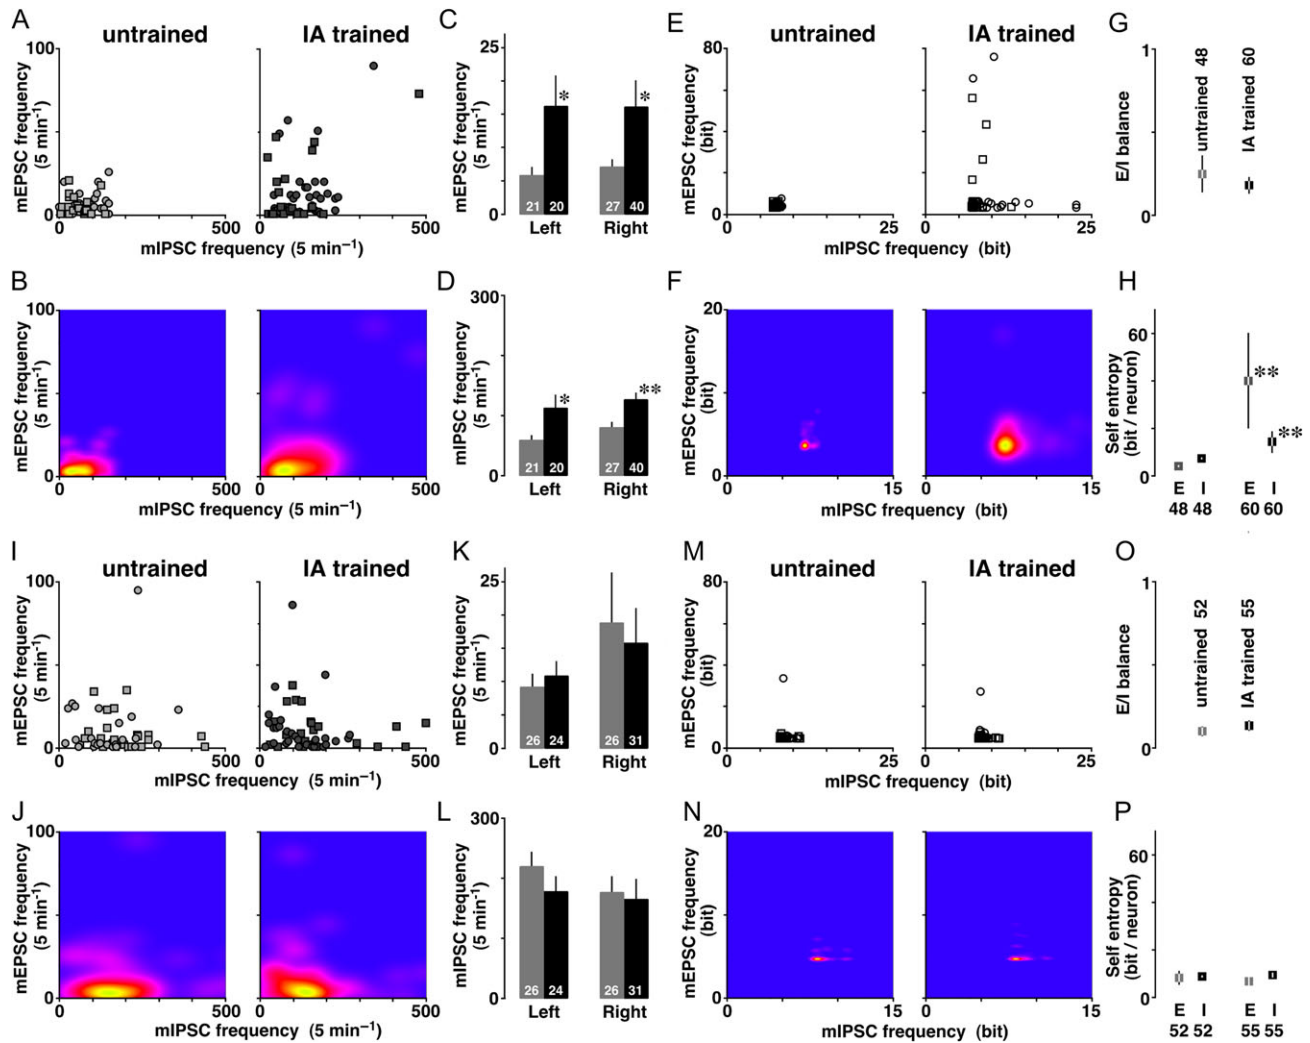 A
untrained
IA trained
100
0
mEPSC frequency
(5 min⁻¹)
0
500
0
500
mIPSC frequency (5 min⁻¹)
C
25
0
mEPSC frequency
(5 min⁻¹)
*
*
21
20
27
40
Left
Right
E
untrained
IA trained
80
0
mEPSC frequency
(bit)
0
25
0
25
mIPSC frequency (bit)
G
1
0
E/I balance
untrained 48
IA trained 60
B
100
0
mEPSC frequency
(5 min⁻¹)
0
500
0
500
mIPSC frequency (5 min⁻¹)
D
300
0
mIPSC frequency
(5 min⁻¹)
*
**
21
20
27
40
Left
Right
F
20
0
mEPSC frequency
(bit)
0
15
0
15
mIPSC frequency (bit)
H
60
0
Self entropy
(bit / neuron)
**
**
E I E I
48 48 60 60
I
untrained
IA trained
100
0
mEPSC frequency
(5 min⁻¹)
0
500
0
500
mIPSC frequency (5 min⁻¹)
K
25
0
mEPSC frequency
(5 min⁻¹)
26
24
26
31
Left
Right
M
untrained
IA trained
80
0
mEPSC frequency
(bit)
0
25
0
25
mIPSC frequency (bit)
O
1
0
E/I balance
untrained 52
IA trained 55
J
100
0
mEPSC frequency
(5 min⁻¹)
0
500
0
500
mIPSC frequency (5 min⁻¹)
L
300
0
mIPSC frequency
(5 min⁻¹)
26
24
26
31
Left
Right
N
20
0
mEPSC frequency
(bit)
0
15
0
15
mIPSC frequency (bit)
P
60
0
Self entropy
(bit / neuron)
E I E I
52 52 55 55